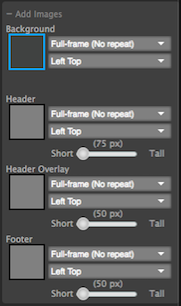 Add Images
Background
Full-frame (No repeat)
Left Top
Header
Full-frame (No repeat)
Left Top
(75 px)
Short Tall
Header Overlay
Full-frame (No repeat)
Left Top
(50 px)
Short Tall
Footer
Full-frame (No repeat)
Left Top
(50 px)
Short Tall